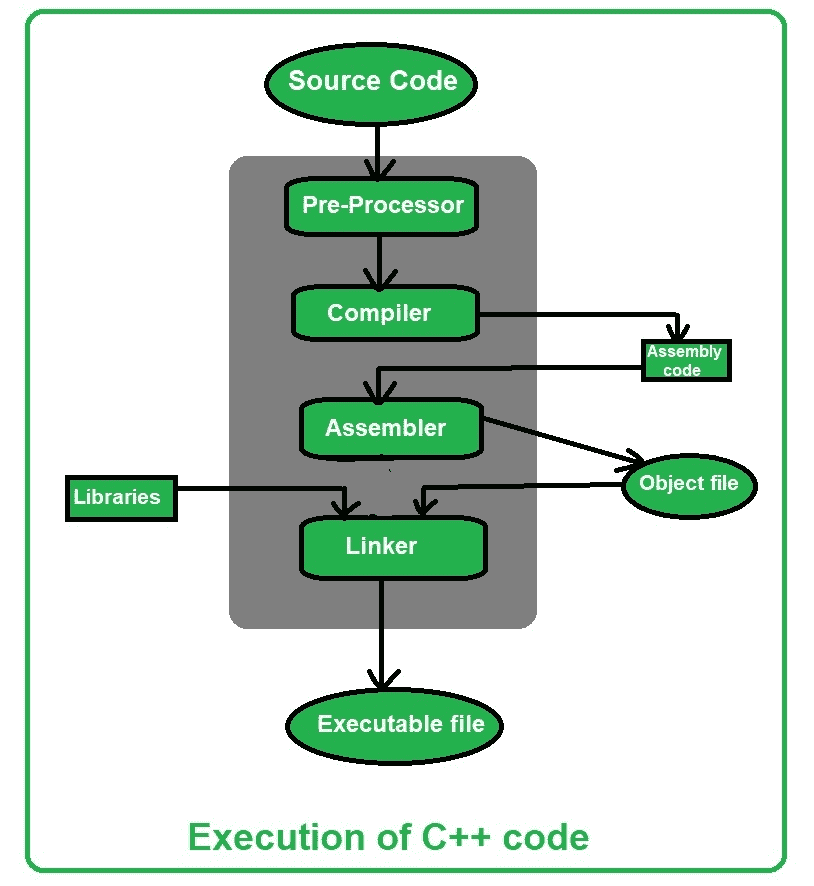 Source Code
Pre-Processor
Compiler
Assembly
code
Assembler
Libraries
Object file
Linker
Executable file
Execution of C++ code